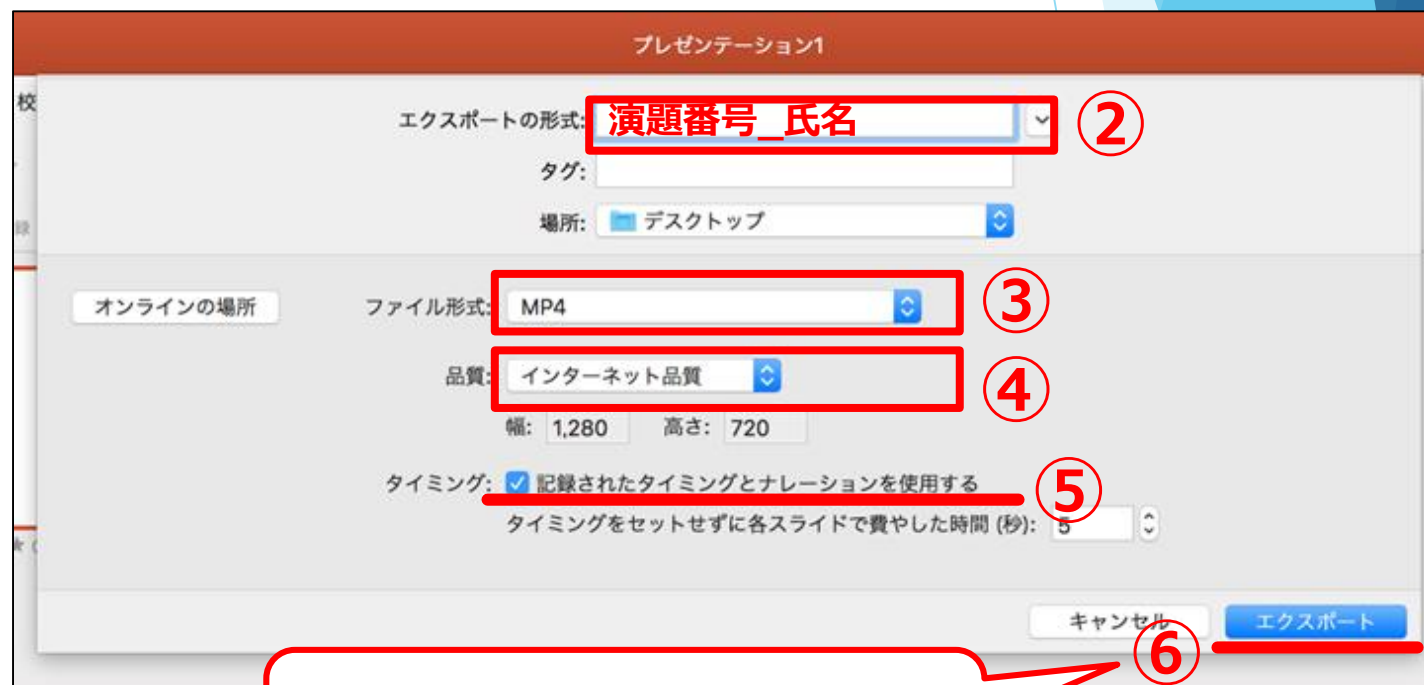 プレゼンテーション1
校
エクスポートの形式: 演題番号_氏名 ②
タグ:
場所: デスクトップ
録
オンラインの場所 ファイル形式: MP4 ③
品質: インターネット品質 ④
幅: 1,280 高さ: 720
タイミング: 記録されたタイミングとナレーションを使用する ⑤
タイミングをセットせずに各スライドで費やした時間 (秒): 5
キャンセル エクスポート
⑥